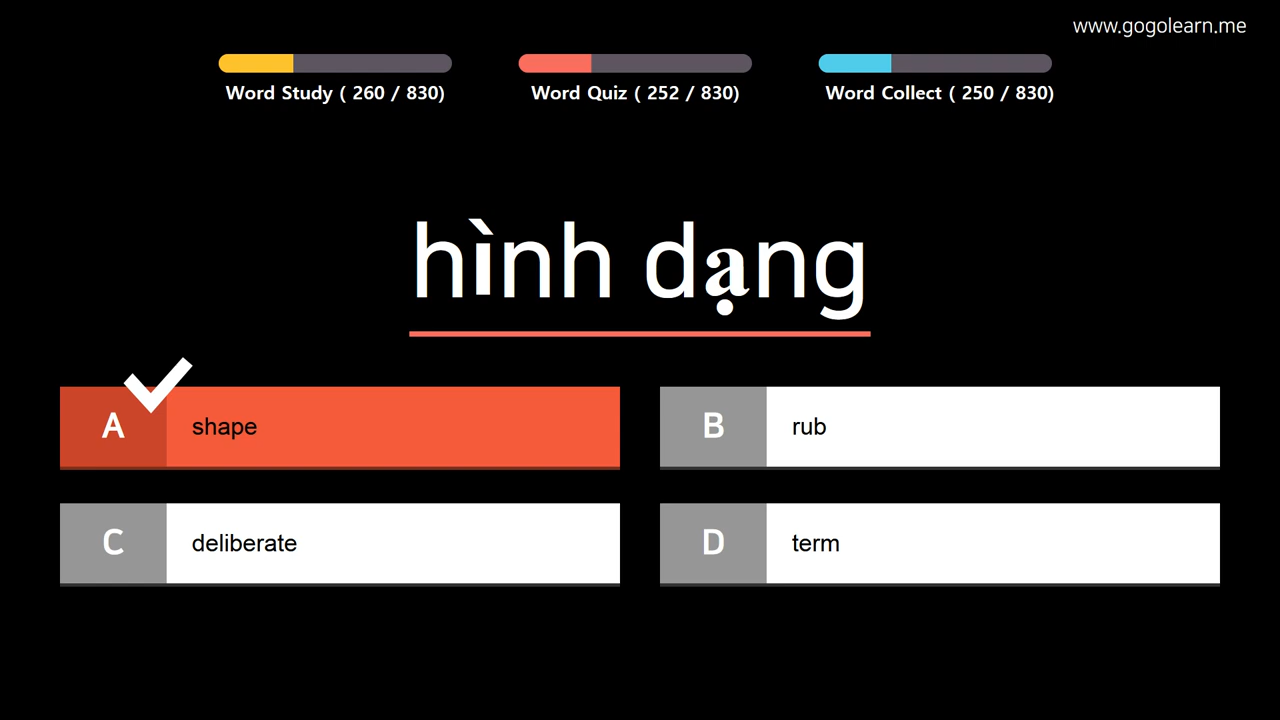 www.gogolearn.me
Word Study ( 260 / 830)
Word Quiz ( 252 / 830)
Word Collect ( 250 / 830)
hình dạng
A shape
B rub
C deliberate
D term